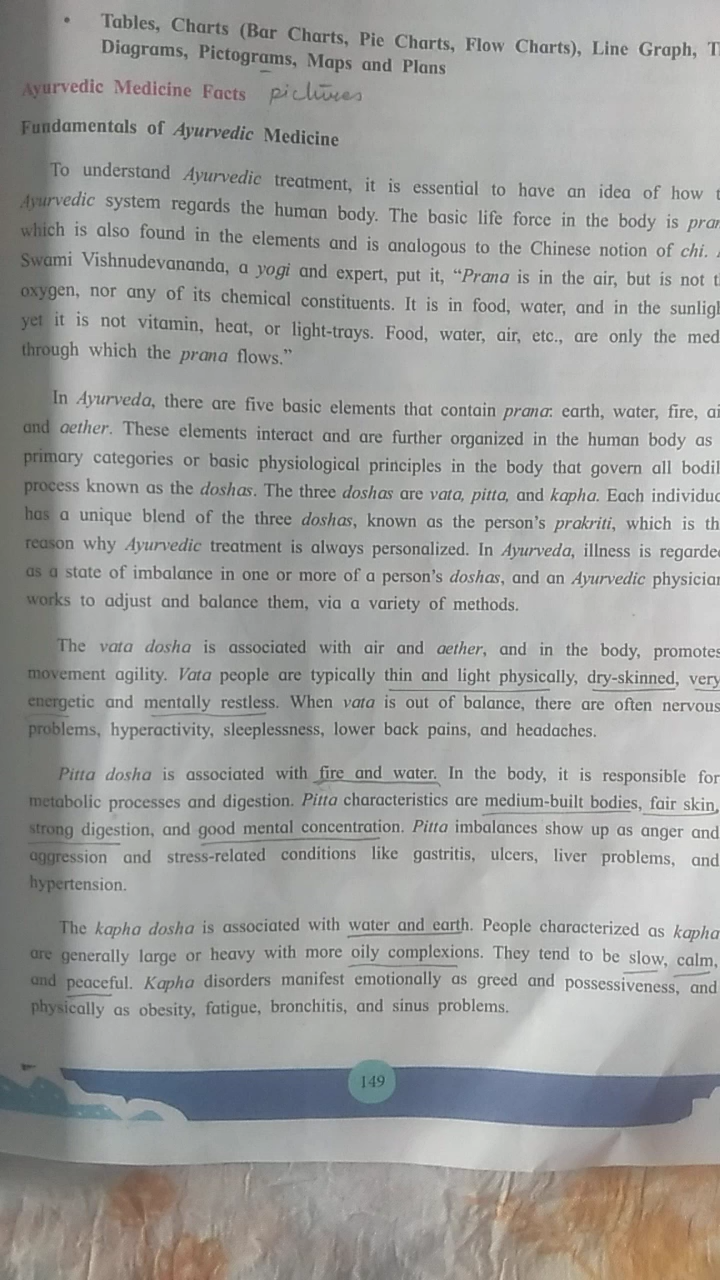 • Tables, Charts (Bar Charts, Pie Charts, Flow Charts), Line Graph, T
Diagrams, Pictograms, Maps and Plans
Ayurvedic Medicine Facts pictures
Fundamentals of Ayurvedic Medicine
To understand Ayurvedic treatment, it is essential to have an idea of how t
Ayurvedic system regards the human body. The basic life force in the body is pran
which is also found in the elements and is analogous to the Chinese notion of chi.
Swami Vishnudevananda, a yogi and expert, put it, “Prana is in the air, but is not t
oxygen, nor any of its chemical constituents. It is in food, water, and in the sunligh
yet it is not vitamin, heat, or light-trays. Food, water, air, etc., are only the med
through which the prana flows.”
In Ayurveda, there are five basic elements that contain prana: earth, water, fire, ai
and aether. These elements interact and are further organized in the human body as
primary categories or basic physiological principles in the body that govern all bodil
process known as the doshas. The three doshas are vata, pitta, and kapha. Each individua
has a unique blend of the three doshas, known as the person’s prakriti, which is th
reason why Ayurvedic treatment is always personalized. In Ayurveda, illness is regarde
as a state of imbalance in one or more of a person’s doshas, and an Ayurvedic physician
works to adjust and balance them, via a variety of methods.
The vata dosha is associated with air and aether, and in the body, promotes
movement agility. Vata people are typically thin and light physically, dry-skinned, very
energetic and mentally restless. When vata is out of balance, there are often nervous
problems, hyperactivity, sleeplessness, lower back pains, and headaches.
Pitta dosha is associated with fire and water. In the body, it is responsible for
metabolic processes and digestion. Pitta characteristics are medium-built bodies, fair skin,
strong digestion, and good mental concentration. Pitta imbalances show up as anger and
aggression and stress-related conditions like gastritis, ulcers, liver problems, and
hypertension.
The kapha dosha is associated with water and earth. People characterized as kapha
are generally large or heavy with more oily complexions. They tend to be slow, calm,
and peaceful. Kapha disorders manifest emotionally as greed and possessiveness, and
physically as obesity, fatigue, bronchitis, and sinus problems.
149